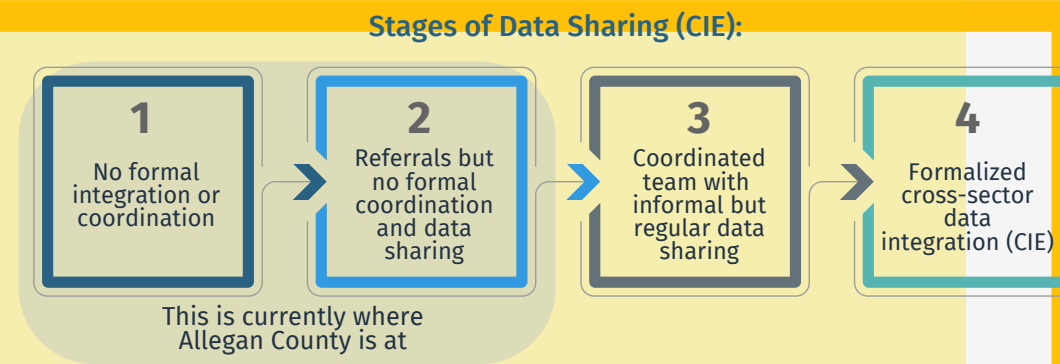 Stages of Data Sharing (CIE):
1
No formal
integration or
coordination
2
Referrals but
no formal
coordination
and data
sharing
3
Coordinated
team with
informal but
regular data
sharing
4
Formalized
cross-sector
data
integration (CIE)
This is currently where
Allegan County is at